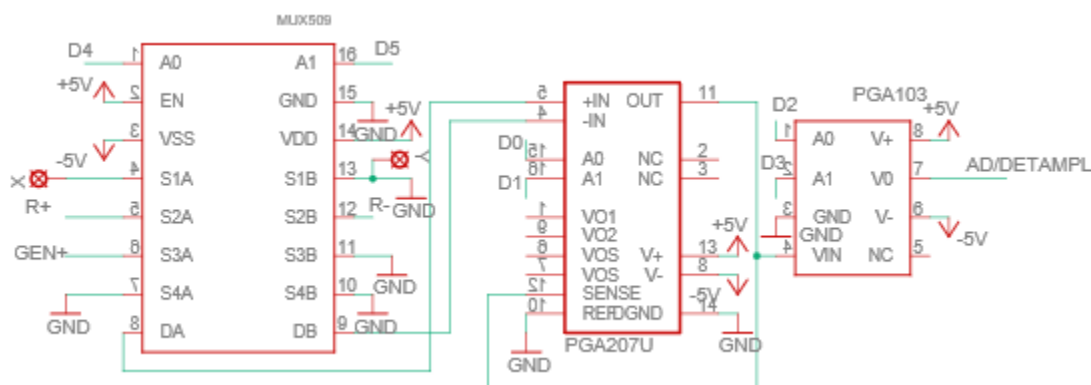 MUX509
D4 1 A0 A1 16 D5
+5V 2 EN GND 15 GND
-5V 3 VSS VDD 14 +5V
X 4 S1A S1B 13 Y GND
R+ 5 S2A S2B 12 R-
GEN+ 6 S3A S3B 11 GND
GND 7 S4A S4B 10 GND
8 DA DB 9
5 +IN OUT 11
4 -IN
D0 15 A0 NC 2
D1 16 A1 NC 3
1 VO1
9 VO2
6 VOS V+ 13 +5V
7 VOS V- 8 -5V
12 SENSE
10 REF DGND 14
GND PGA207U GND
PGA103
D2 1 A0 V+ 8 +5V
D3 2 A1 V0 7 AD/DETAMPL
3 GND V- 6 -5V
GND
4 VIN NC 5